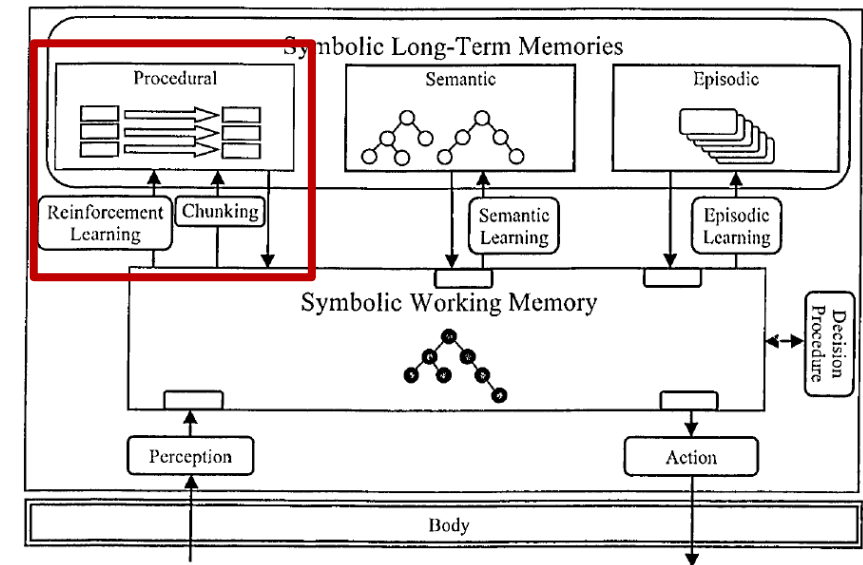 Symbolic Long-Term Memories
Procedural
Semantic
Episodic
Reinforcement
Learning
Chunking
Semantic
Learning
Episodic
Learning
Symbolic Working Memory
Decision
Procedure
Perception
Action
Body